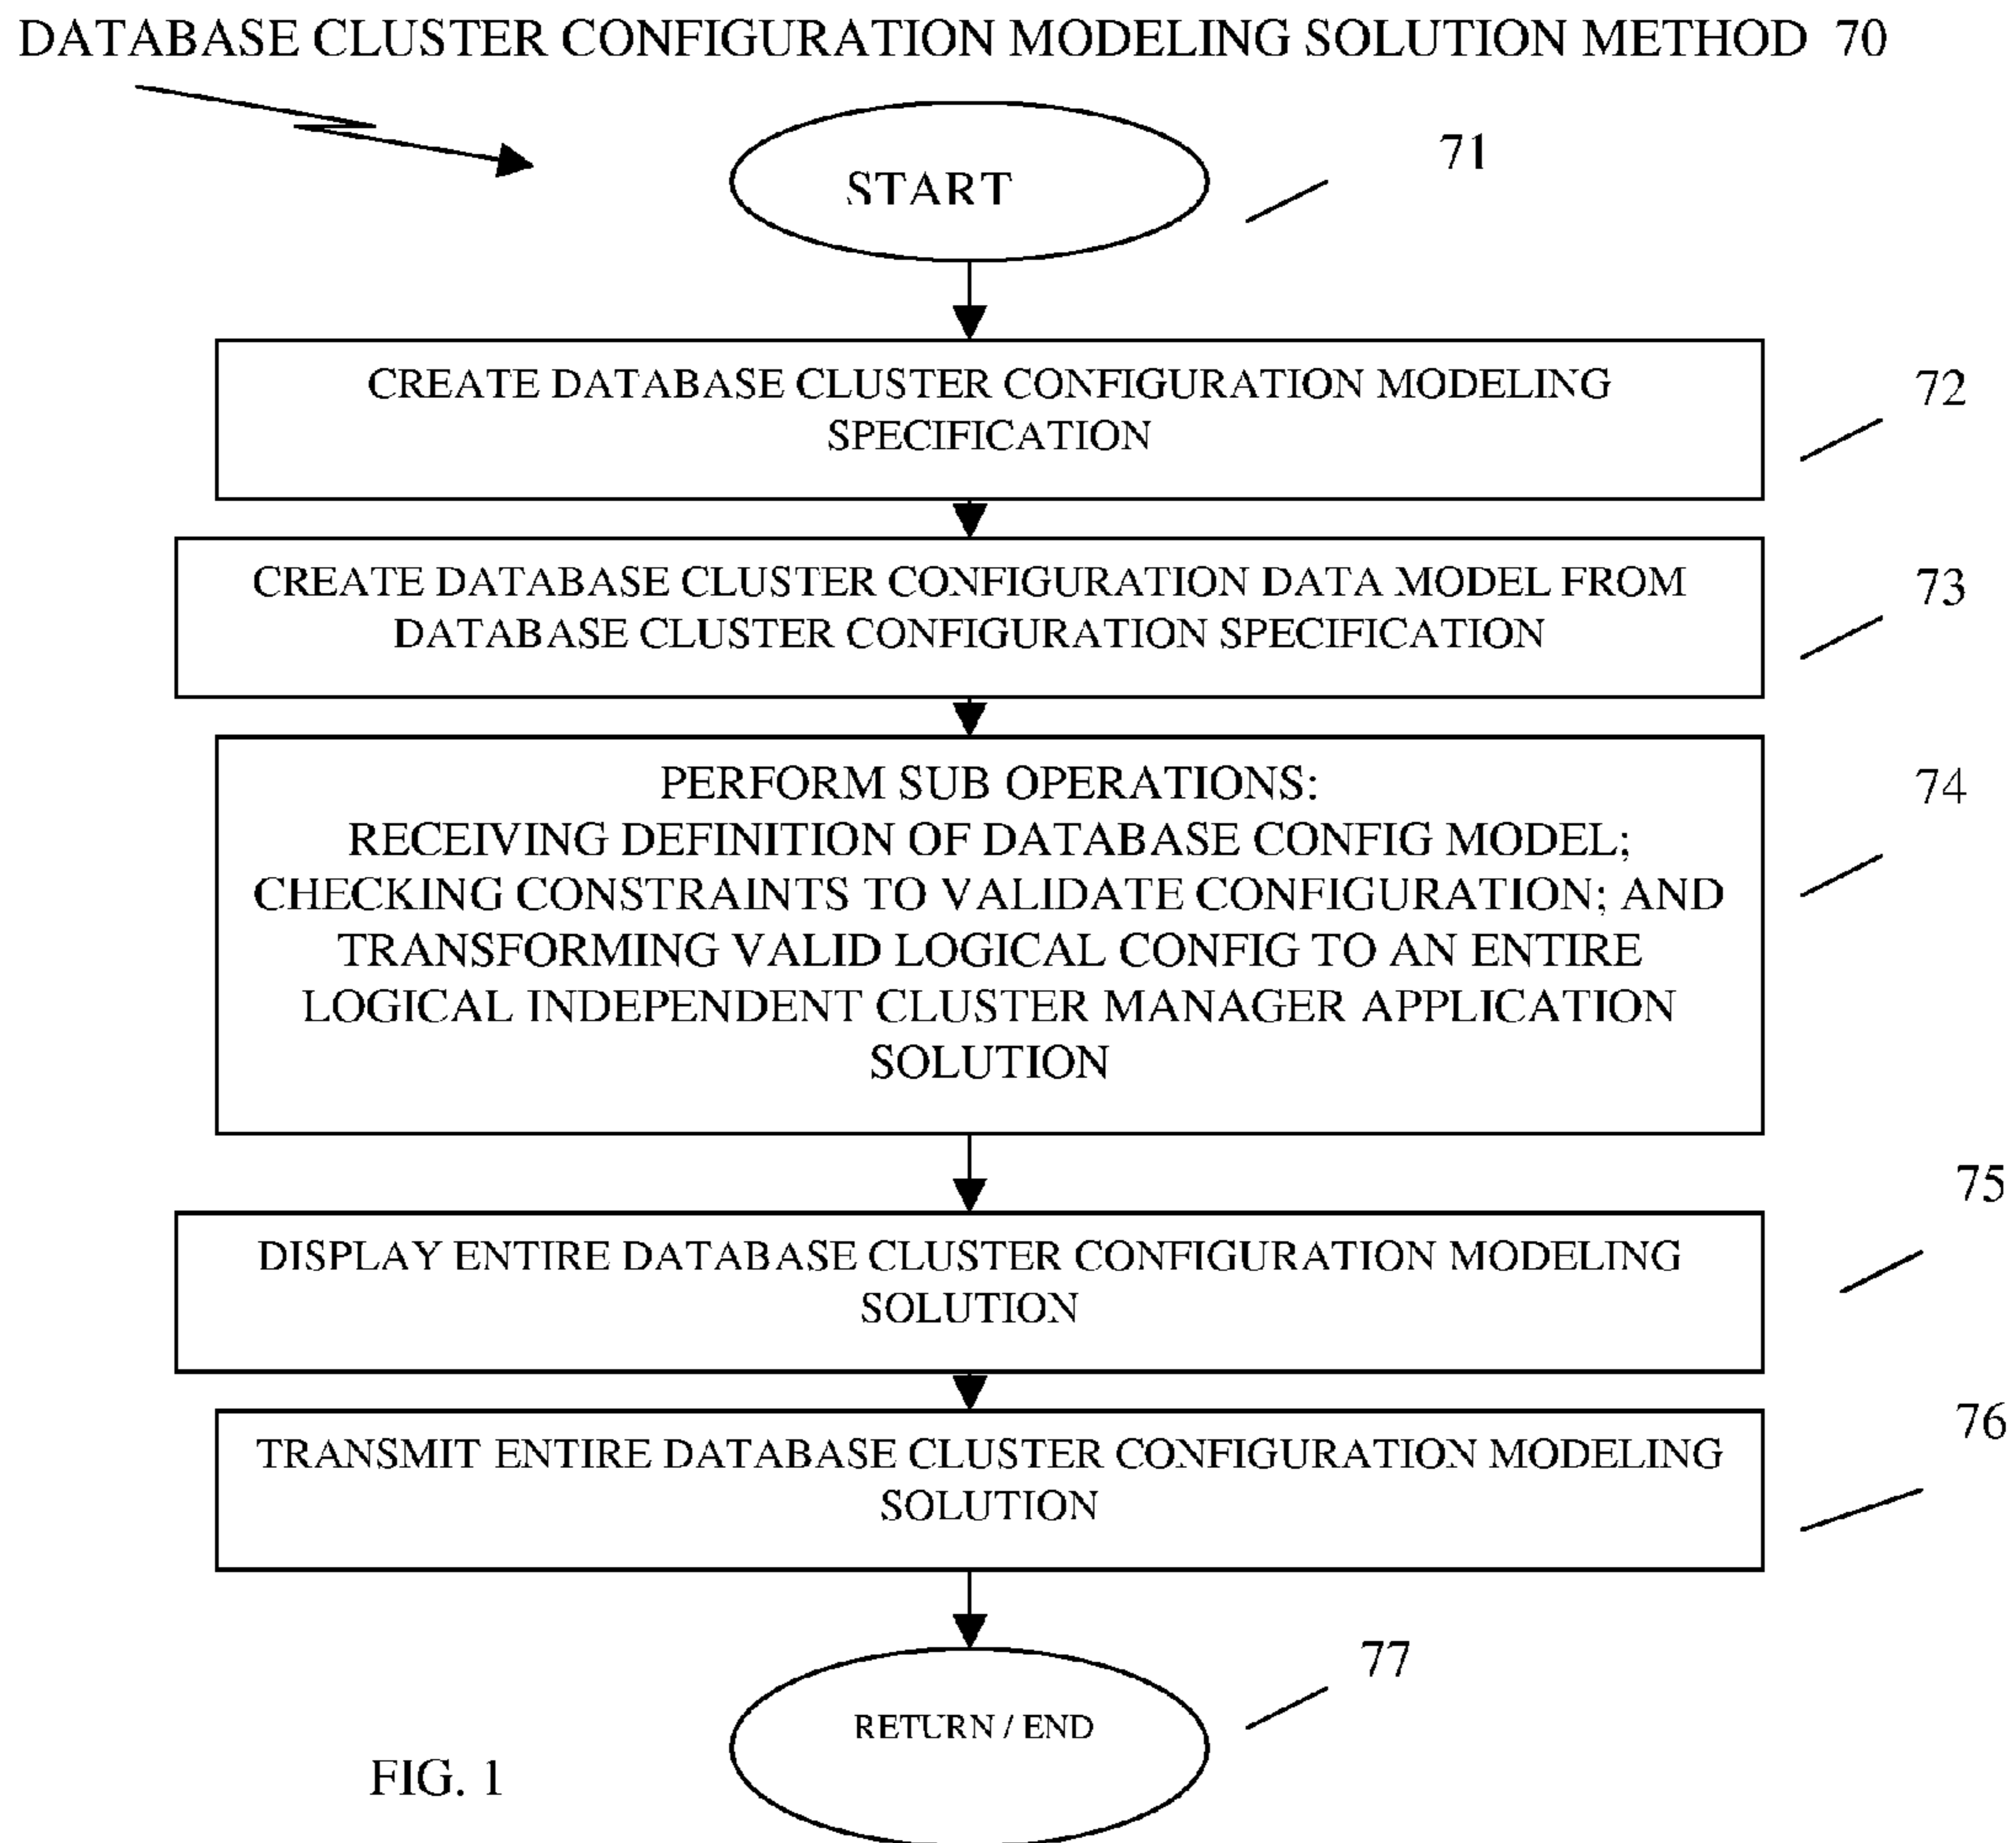 DATABASE CLUSTER CONFIGURATION MODELING SOLUTION METHOD 70
START
71
CREATE DATABASE CLUSTER CONFIGURATION MODELING
SPECIFICATION
72
CREATE DATABASE CLUSTER CONFIGURATION DATA MODEL FROM
DATABASE CLUSTER CONFIGURATION SPECIFICATION
73
PERFORM SUB OPERATIONS:
RECEIVING DEFINITION OF DATABASE CONFIG MODEL;
CHECKING CONSTRAINTS TO VALIDATE CONFIGURATION; AND
TRANSFORMING VALID LOGICAL CONFIG TO AN ENTIRE
LOGICAL INDEPENDENT CLUSTER MANAGER APPLICATION
SOLUTION
74
DISPLAY ENTIRE DATABASE CLUSTER CONFIGURATION MODELING
SOLUTION
75
TRANSMIT ENTIRE DATABASE CLUSTER CONFIGURATION MODELING
SOLUTION
76
RETURN / END
77
FIG. 1